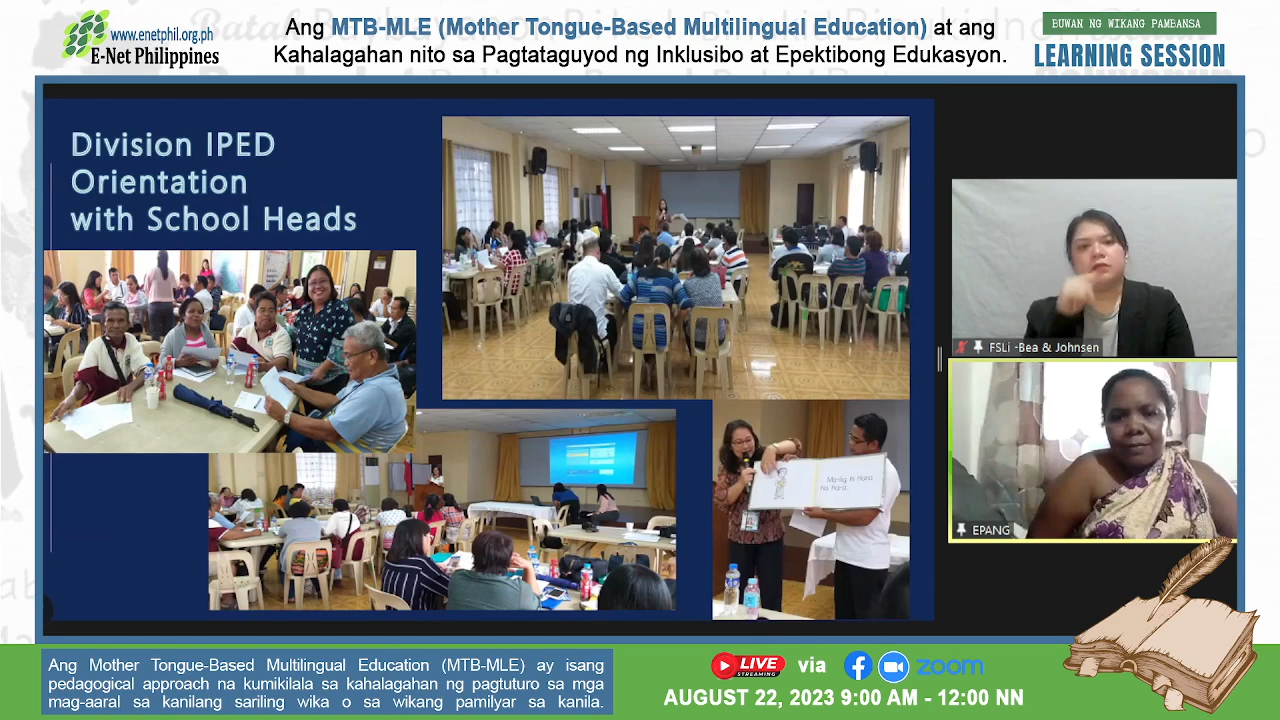 www.enetphil.org.ph
E-Net Philippines
Ang MTB-MLE (Mother Tongue-Based Multilingual Education) at ang
Kahalagahan nito sa Pagtataguyod ng Inklusibo at Epektibong Edukasyon.
BUWAN NG WIKANG PAMBANSA
LEARNING SESSION
Division IPED
Orientation
with School Heads
FSLi -Bea & Johnsen
EPANG
Ang Mother Tongue-Based Multilingual Education (MTB-MLE) ay isang
pedagogical approach na kumikilala sa kahalagahan ng pagtuturo sa mga
mag-aaral sa kanilang sariling wika o sa wikang pamilyar sa kanila.
LIVE
STREAMING
via
zoom
AUGUST 22, 2023 9:00 AM - 12:00 NN